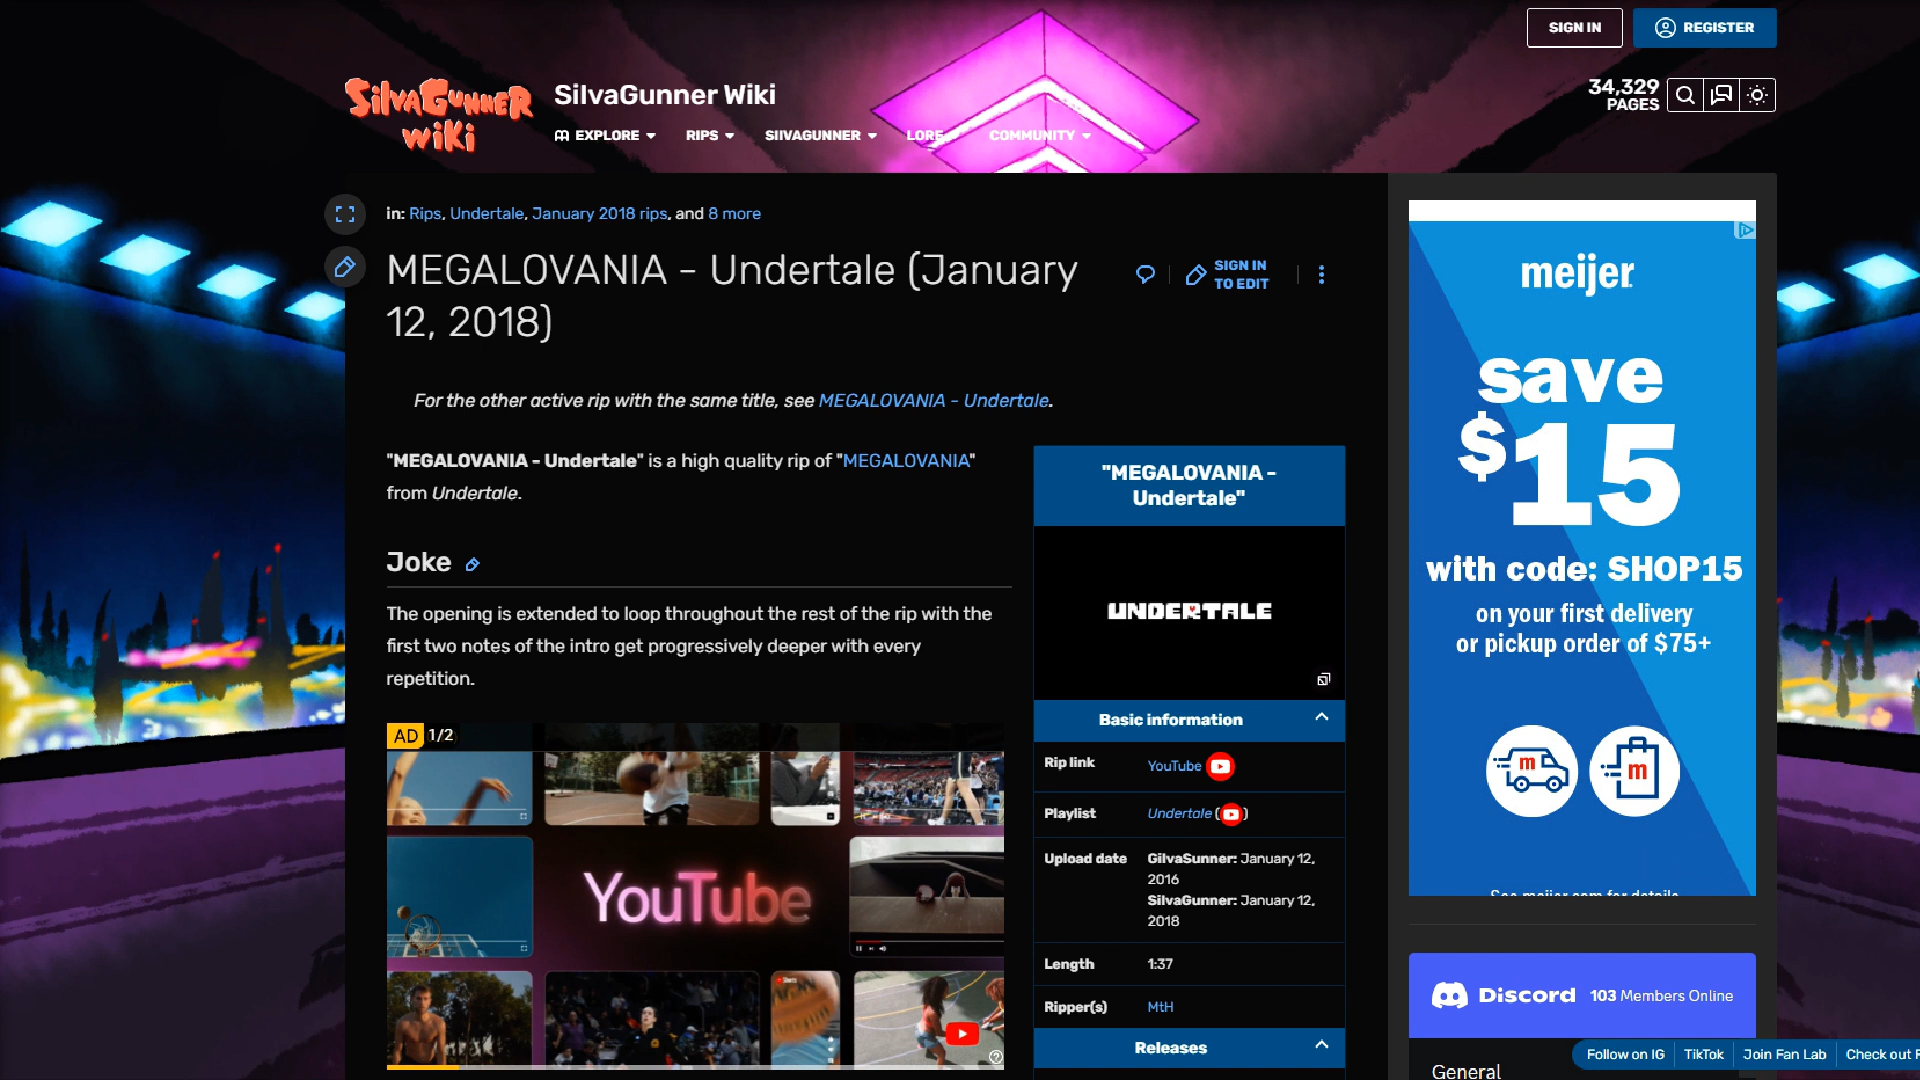 SIGN IN
REGISTER
SilvaGunner Wiki
SilvaGunner Wiki
34,329
PAGES
EXPLORE
RIPS
SIIVAGUNNER
LORE
COMMUNITY
in: Rips, Undertale, January 2018 rips, and 8 more
MEGALOVANIA - Undertale (January
12, 2018)
SIGN IN
TO EDIT
For the other active rip with the same title, see MEGALOVANIA - Undertale.
"MEGALOVANIA - Undertale" is a high quality rip of "MEGALOVANIA"
from Undertale.
Joke
The opening is extended to loop throughout the rest of the rip with the
first two notes of the intro get progressively deeper with every
repetition.
AD 1/2
YouTube
"MEGALOVANIA -
Undertale"
UNDERTALE
Basic information
Rip link YouTube
Playlist Undertale ( )
Upload date GilvaSunner: January 12,
2016
SilvaGunner: January 12,
2018
Length 1:37
Ripper(s) MtH
Releases
meijer
save
$15
with code: SHOP15
on your first delivery
or pickup order of $75+
m
m
See meijer.com for details
Discord 103 Members Online
General
Follow on IG
TikTok
Join Fan Lab
Check out F